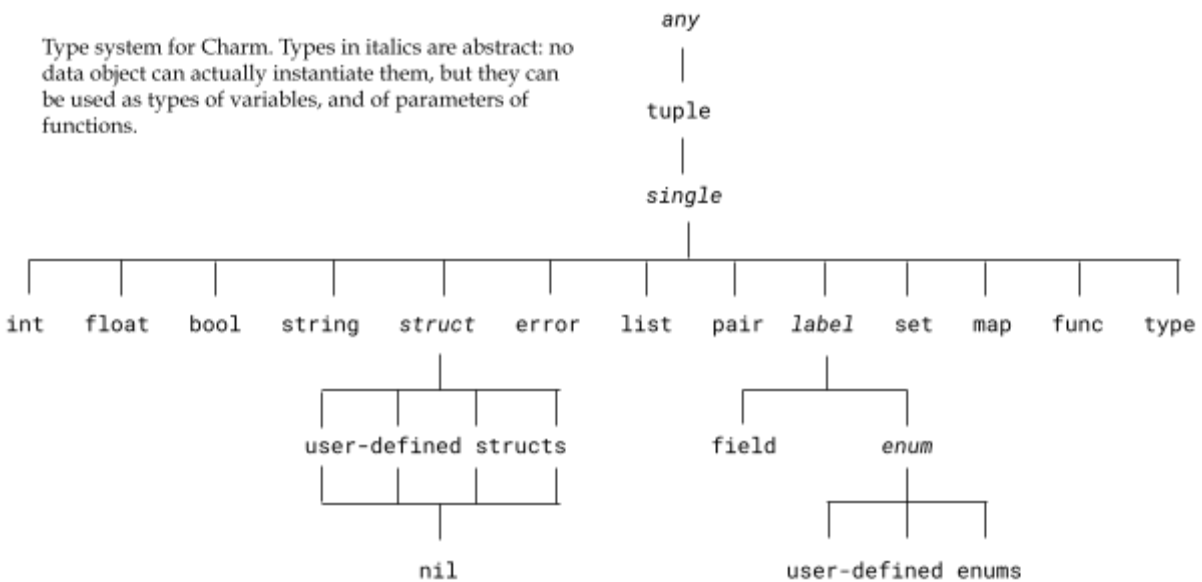 any
Type system for Charm. Types in italics are abstract: no
data object can actually instantiate them, but they can
be used as types of variables, and of parameters of
functions.
tuple
single
int float bool string struct error list pair label set map func type
user-defined structs field enum
nil user-defined enums